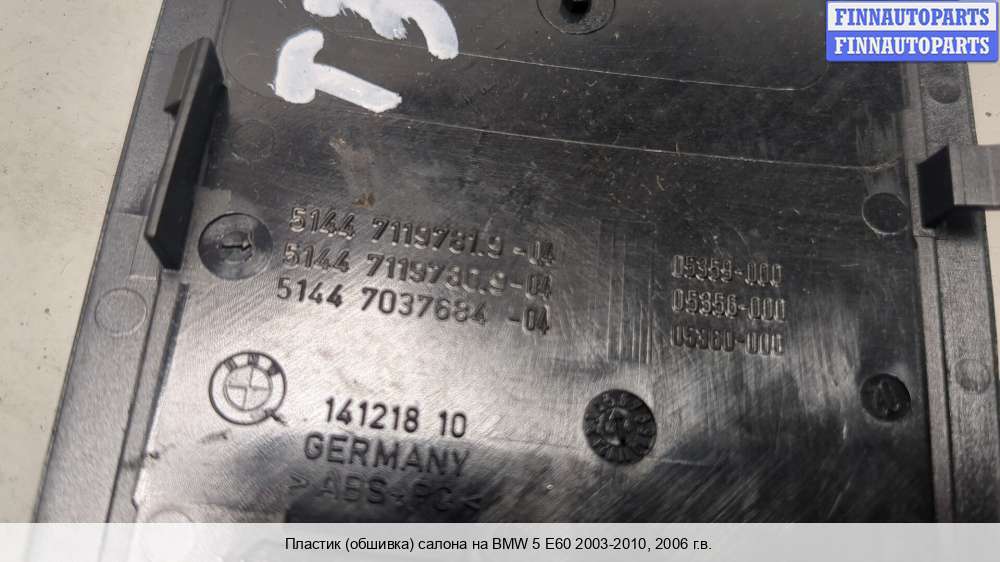 FINNAUTOPARTS
FINNAUTOPARTS
5144 7119781.9-04
5144 7119780.9-04
5144 7037684 -04
05359-000
05356-000
05360-000
BMW
141218 10
GERMANY
>ABS+PC<
Пластик (обшивка) салона на BMW 5 E60 2003-2010, 2006 г.в.